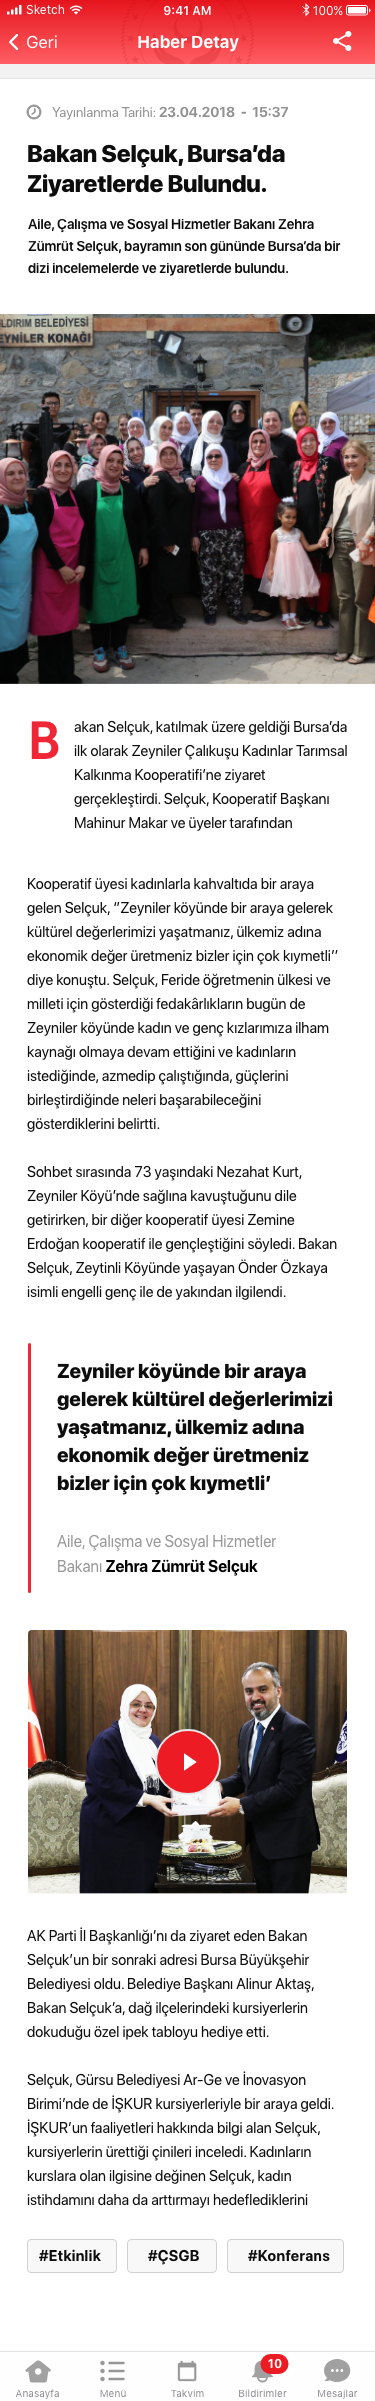 Sketch 9:41 AM 100%
Geri Haber Detay
Yayınlanma Tarihi: 23.04.2018 - 15:37
Bakan Selçuk, Bursa’da
Ziyaretlerde Bulundu.
Aile, Çalışma ve Sosyal Hizmetler Bakanı Zehra
Zümrüt Selçuk, bayramın son gününde Bursa’da bir
dizi incelemelerde ve ziyaretlerde bulundu.
LDIRIM BELEDİYESİ
EYNİLER KONAĞI
Bakan Selçuk, katılmak üzere geldiği Bursa’da
ilk olarak Zeyniler Çalıkuşu Kadınlar Tarımsal
Kalkınma Kooperatifi’ne ziyaret
gerçekleştirdi. Selçuk, Kooperatif Başkanı
Mahinur Makar ve üyeler tarafından
Kooperatif üyesi kadınlarla kahvaltıda bir araya
gelen Selçuk, ‘’Zeyniler köyünde bir araya gelerek
kültürel değerlerimizi yaşatmanız, ülkemiz adına
ekonomik değer üretmeniz bizler için çok kıymetli’’
diye konuştu. Selçuk, Feride öğretmenin ülkesi ve
milleti için gösterdiği fedakârlıkların bugün de
Zeyniler köyünde kadın ve genç kızlarımıza ilham
kaynağı olmaya devam ettiğini ve kadınların
istediğinde, azmedip çalıştığında, güçlerini
birleştirdiğinde neleri başarabileceğini
gösterdiklerini belirtti.
Sohbet sırasında 73 yaşındaki Nezahat Kurt,
Zeyniler Köyü’nde sağlına kavuştuğunu dile
getirirken, bir diğer kooperatif üyesi Zemine
Erdoğan kooperatif ile gençleştiğini söyledi. Bakan
Selçuk, Zeytinli Köyünde yaşayan Önder Özkaya
isimli engelli genç ile de yakından ilgilendi.
Zeyniler köyünde bir araya
gelerek kültürel değerlerimizi
yaşatmanız, ülkemiz adına
ekonomik değer üretmeniz
bizler için çok kıymetli’
Aile, Çalışma ve Sosyal Hizmetler
Bakanı Zehra Zümrüt Selçuk
AK Parti İl Başkanlığı’nı da ziyaret eden Bakan
Selçuk’un bir sonraki adresi Bursa Büyükşehir
Belediyesi oldu. Belediye Başkanı Alinur Aktaş,
Bakan Selçuk’a, dağ ilçelerindeki kursiyerlerin
dokuduğu özel ipek tabloyu hediye etti.
Selçuk, Gürsu Belediyesi Ar-Ge ve İnovasyon
Birimi’nde de İŞKUR kursiyerleriyle bir araya geldi.
İŞKUR’un faaliyetleri hakkında bilgi alan Selçuk,
kursiyerlerin ürettiği çinileri inceledi. Kadınların
kurslara olan ilgisine değinen Selçuk, kadın
istihdamını daha da arttırmayı hedeflediklerini
#Etkinlik #ÇSGB #Konferans
10
Anasayfa Menü Takvim Bildirimler Mesajlar